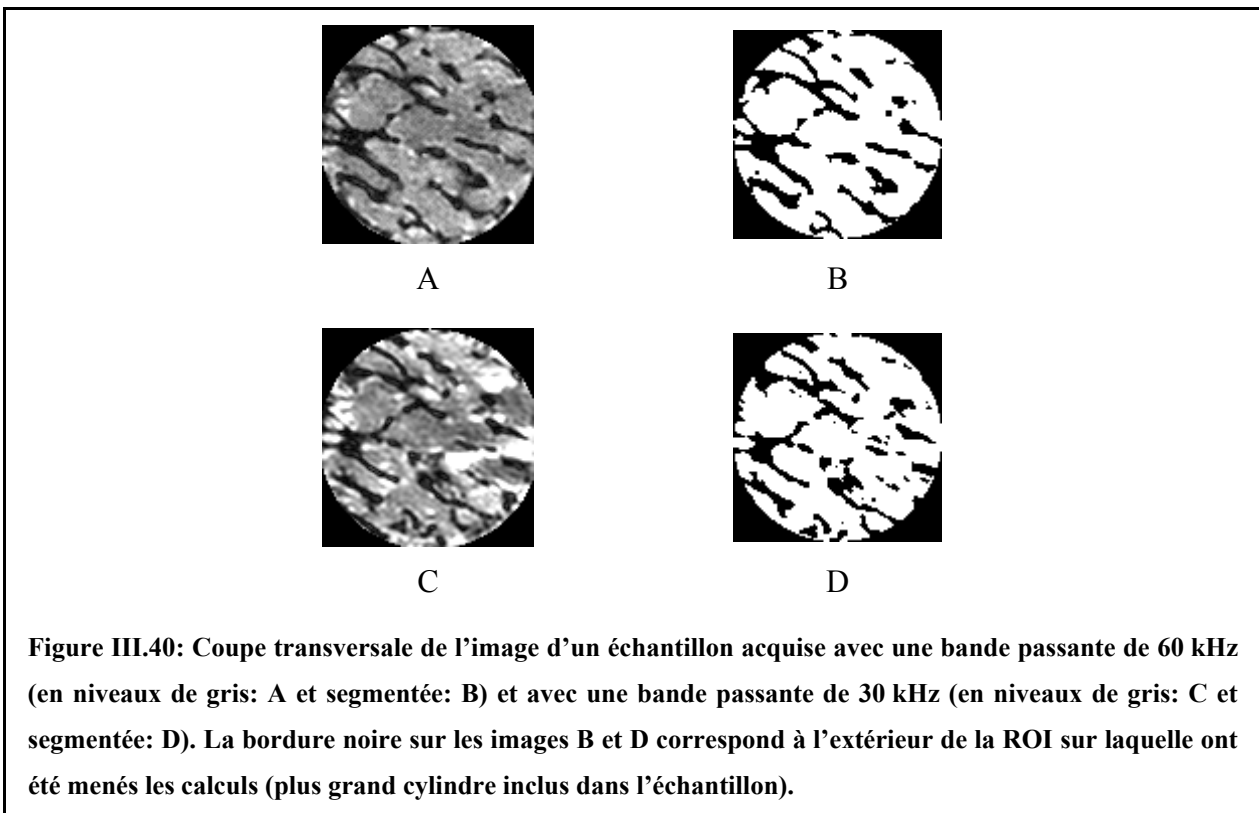 A
B
C
D
Figure III.40: Coupe transversale de l'image d'un échantillon acquise avec une bande passante de 60 kHz
(en niveaux de gris: A et segmentée: B) et avec une bande passante de 30 kHz (en niveaux de gris: C et
segmentée: D). La bordure noire sur les images B et D correspond à l'extérieur de la ROI sur laquelle ont
été menés les calculs (plus grand cylindre inclus dans l'échantillon).